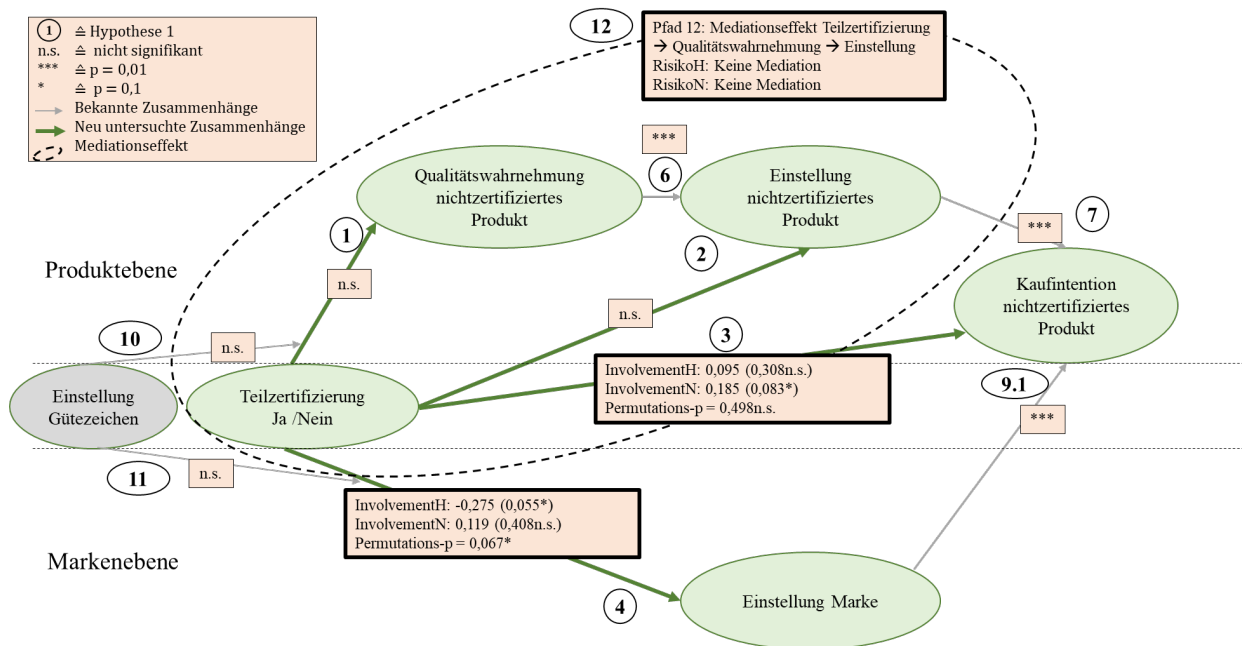 1 ≙ Hypothese 1
n.s. ≙ nicht signifikant
*** ≙ p = 0,01
* ≙ p = 0,1
Bekannte Zusammenhänge
Neu untersuchte Zusammenhänge
Mediationseffekt
12
Pfad 12: Mediationseffekt Teilzertifizierung
→ Qualitätswahrnehmung → Einstellung
RisikoH: Keine Mediation
RisikoN: Keine Mediation
Qualitätswahrnehmung
nichtzertifiziertes
Produkt
***
6
Einstellung
nichtzertifiziertes
Produkt
7
***
1
2
Produktebene
n.s.
n.s.
Kaufintention
nichtzertifiziertes
Produkt
10
n.s.
3
Einstellung
Gütezeichen
Teilzertifizierung
Ja /Nein
InvolvementH: 0,095 (0,308n.s.)
InvolvementN: 0,185 (0,083*)
Permutations-p = 0,498n.s.
9.1
***
11
n.s.
InvolvementH: -0,275 (0,055*)
InvolvementN: 0,119 (0,408n.s.)
Permutations-p = 0,067*
Markenebene
4
Einstellung Marke